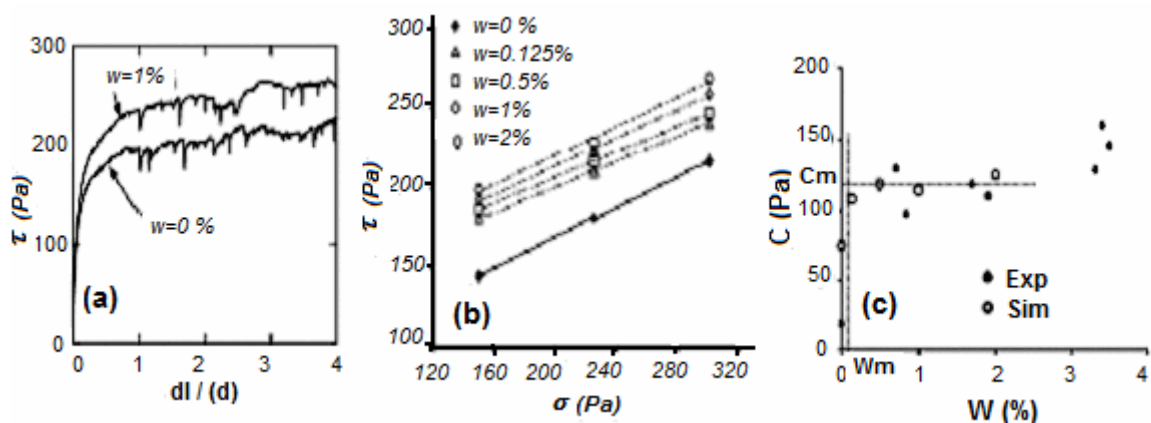 300
200
100
0
τ (Pa)
w=1%
w=0 %
(a)
0 1 2 3 4
dl / (d)
300
250
200
150
100
τ (Pa)
w=0 %
w=0.125%
w=0.5%
w=1%
w=2%
(b)
120 160 200 240 280 320
σ (Pa)
200
150
Cm
100
50
0
C (Pa)
Exp
Sim
(c)
0 Wm 1 2 3 4
W (%)